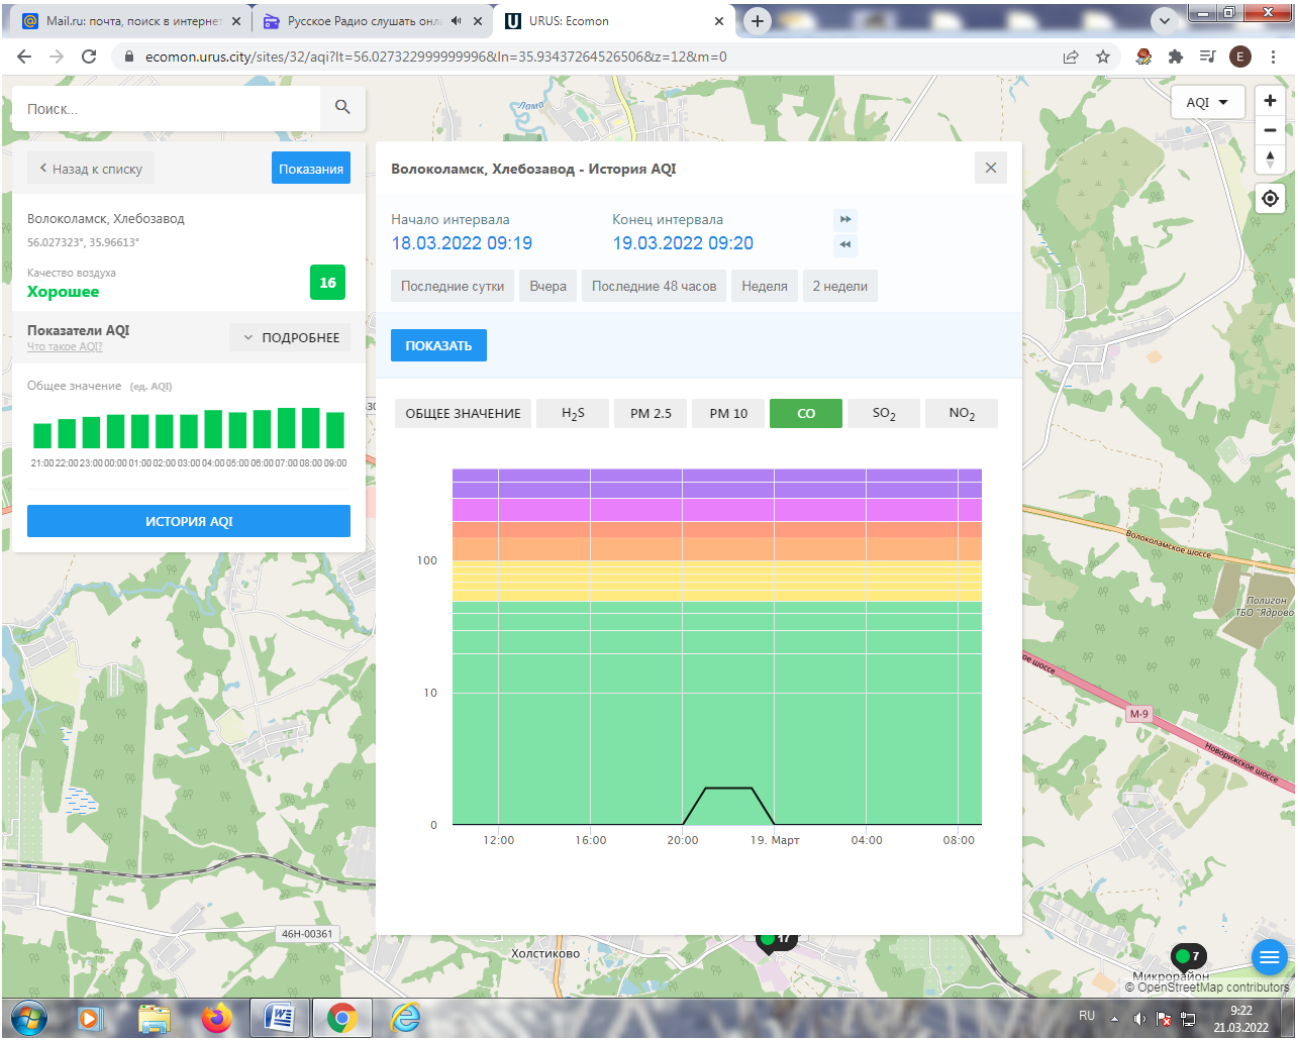 Mail.ru: почта, поиск в интернет
Русское Радио слушать онл
URUS: Ecomon
ecomon.urus.city/sites/32/aqi?lt=56.027322999999996&ln=35.93437264526506&z=12&m=0
E
Поиск...
AQI
Лама
Назад к списку
Показания
Волоколамск, Хлебозавод
56.027323°, 35.96613°
Качество воздуха
Хорошее
16
Показатели AQI
Что такое AQI?
ПОДРОБНЕЕ
Общее значение (ед. AQI)
21:00 22:00 23:00 00:00 01:00 02:00 03:00 04:00 05:00 06:00 07:00 08:00 09:00
ИСТОРИЯ AQI
Волоколамск, Хлебозавод - История AQI
Начало интервала
Конец интервала
18.03.2022 09:19
19.03.2022 09:20
Последние сутки
Вчера
Последние 48 часов
Неделя
2 недели
ПОКАЗАТЬ
ОБЩЕЕ ЗНАЧЕНИЕ
H2S
PM 2.5
PM 10
CO
SO2
NO2
100
10
0
12:00
16:00
20:00
19. Март
04:00
08:00
Волоколамское шоссе
Полигон
ТБО "Ядрово
ое шоссе
М-9
Новорижское шоссе
46Н-00361
Холстиково
17
7
Микрорайон
© OpenStreetMap contributors
RU
9:22
21.03.2022